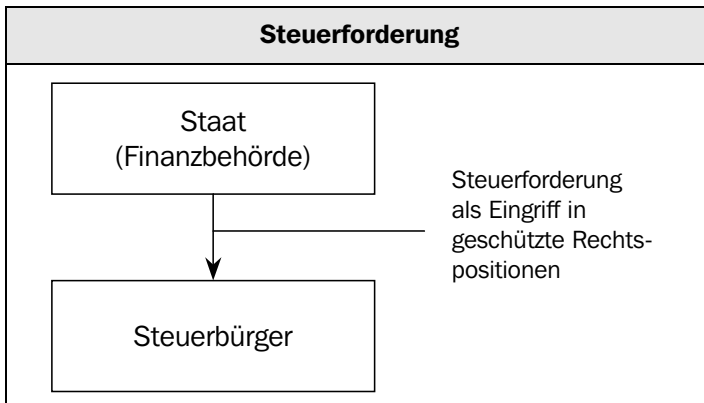 Steuerforderung
Staat
(Finanzbehörde)
Steuerforderung
als Eingriff in
geschützte Rechts-
positionen
Steuerbürger